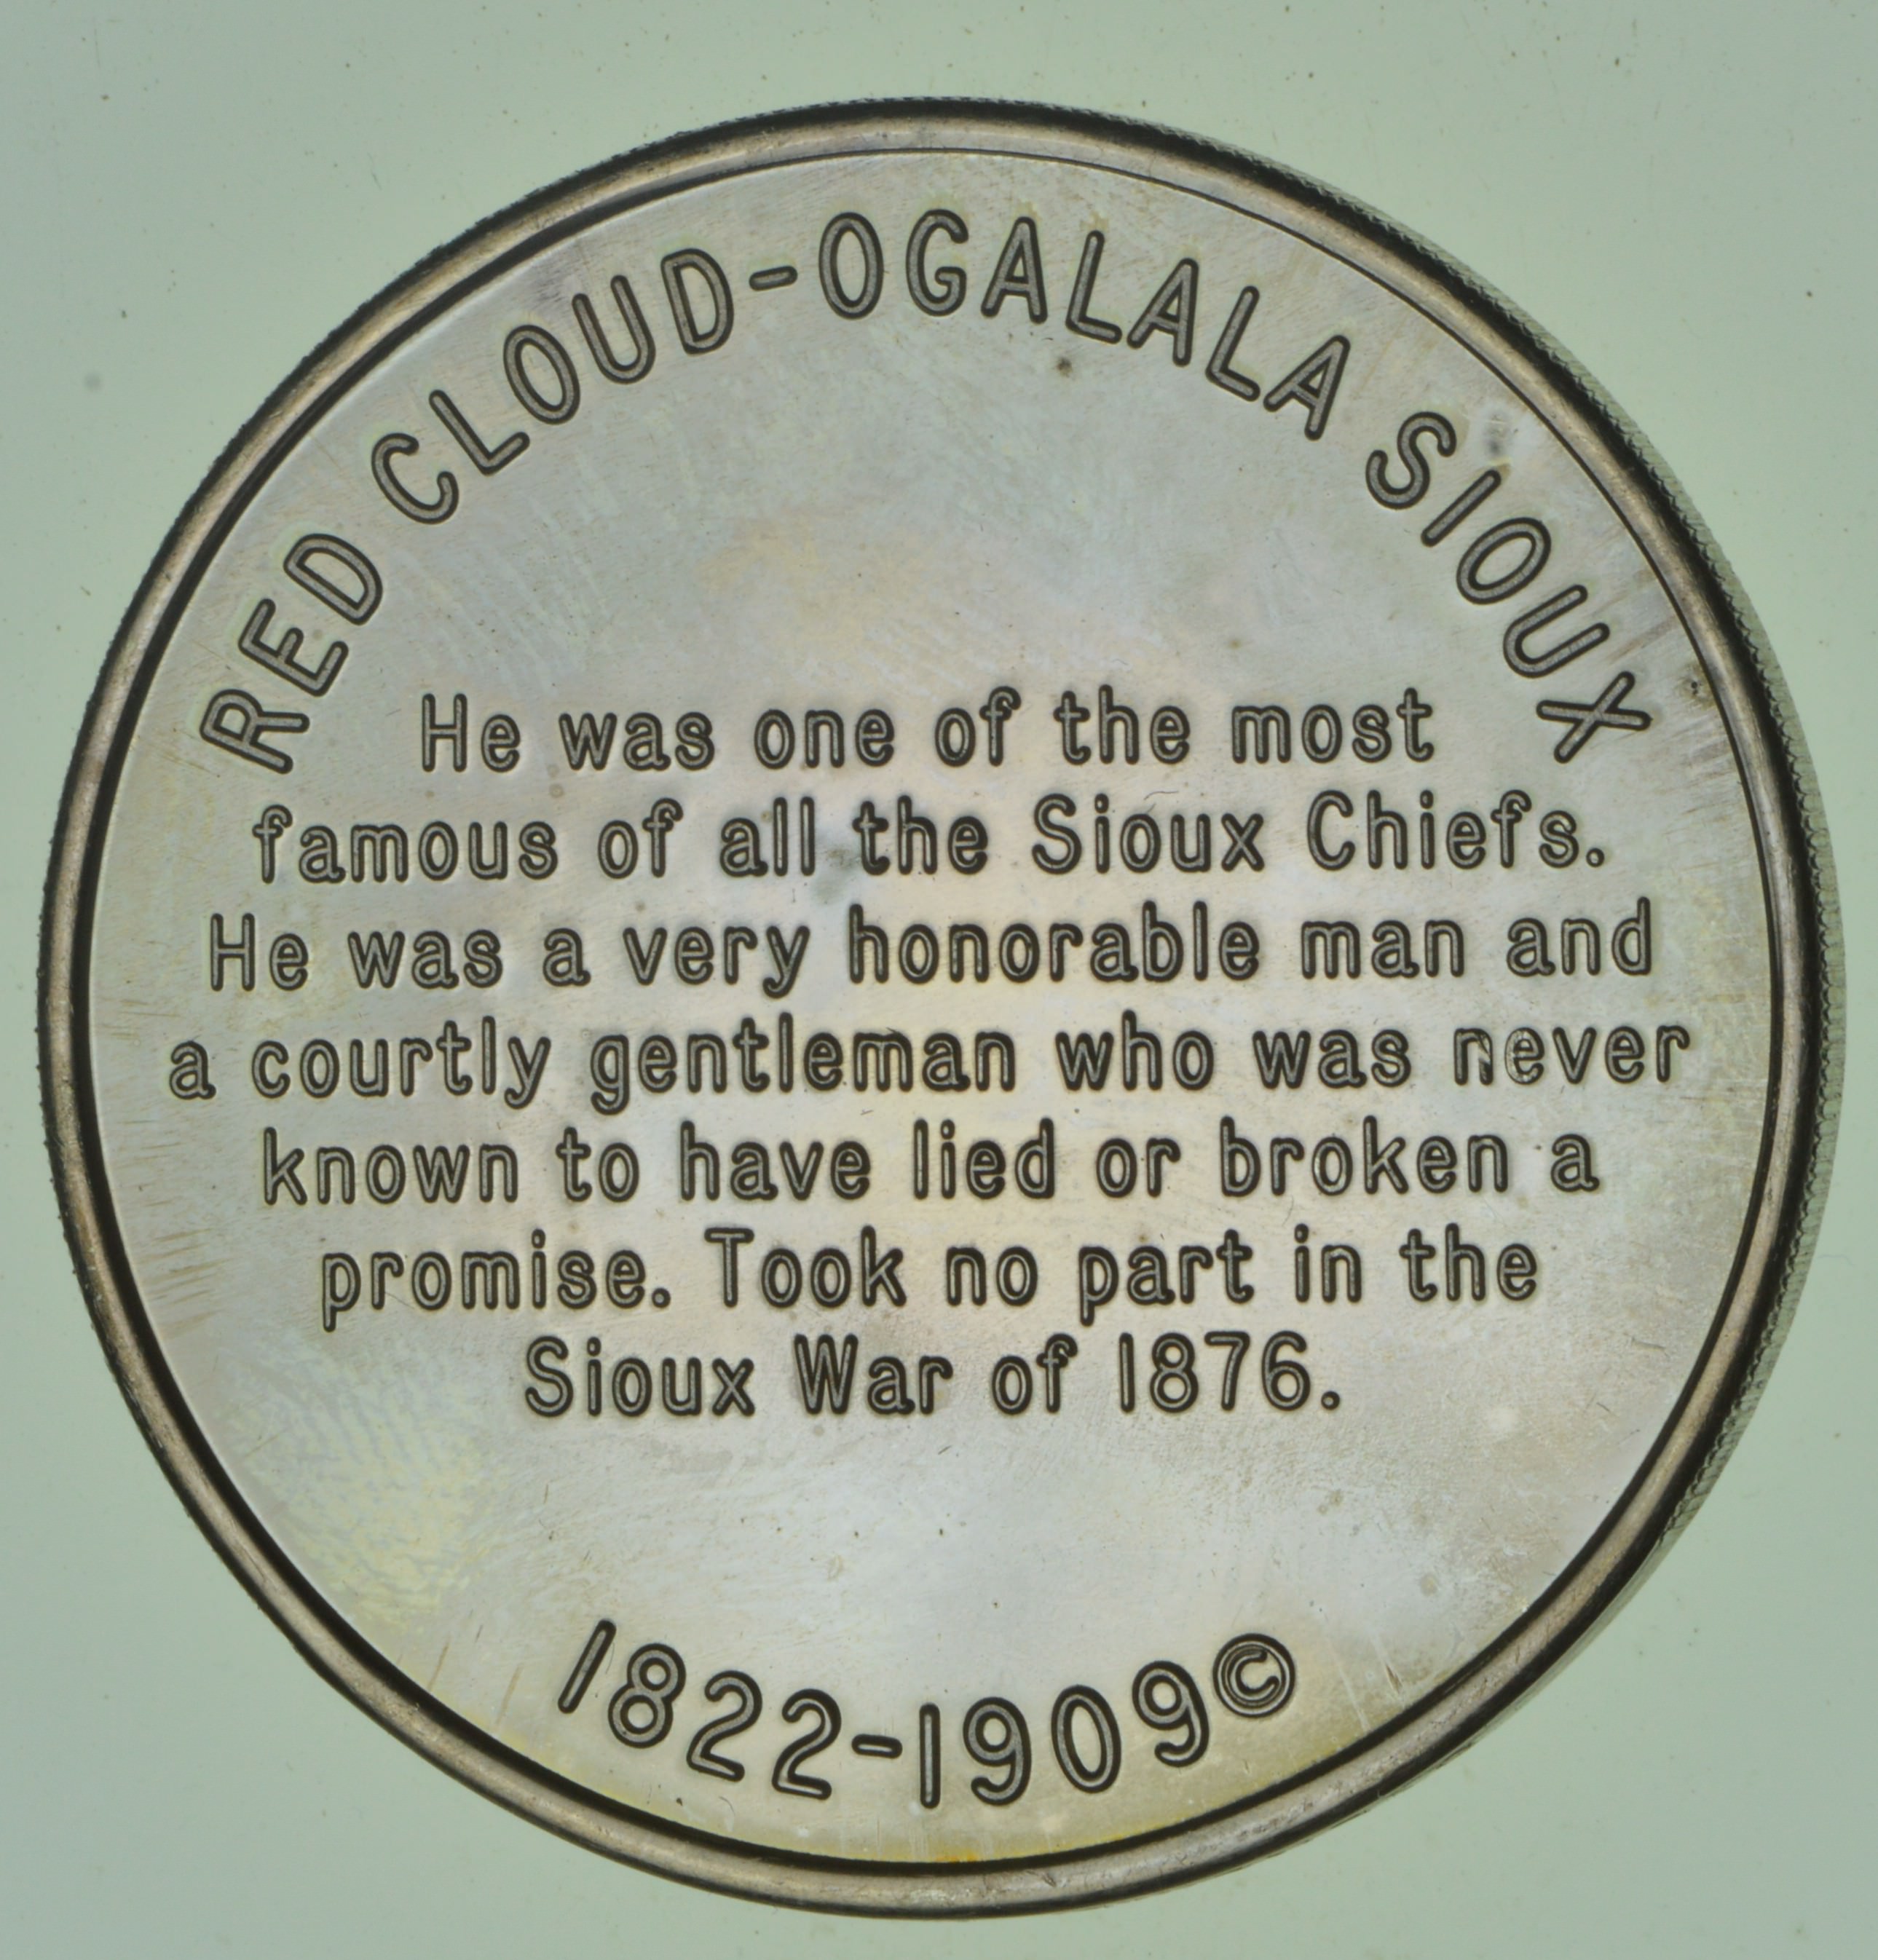 RED CLOUD-OGALALA SIOUX
He was one of the most
famous of all the Sioux Chiefs.
He was a very honorable man and
a courtly gentleman who was never
known to have lied or broken a
promise. Took no part in the
Sioux War of 1876.
1822-1909©